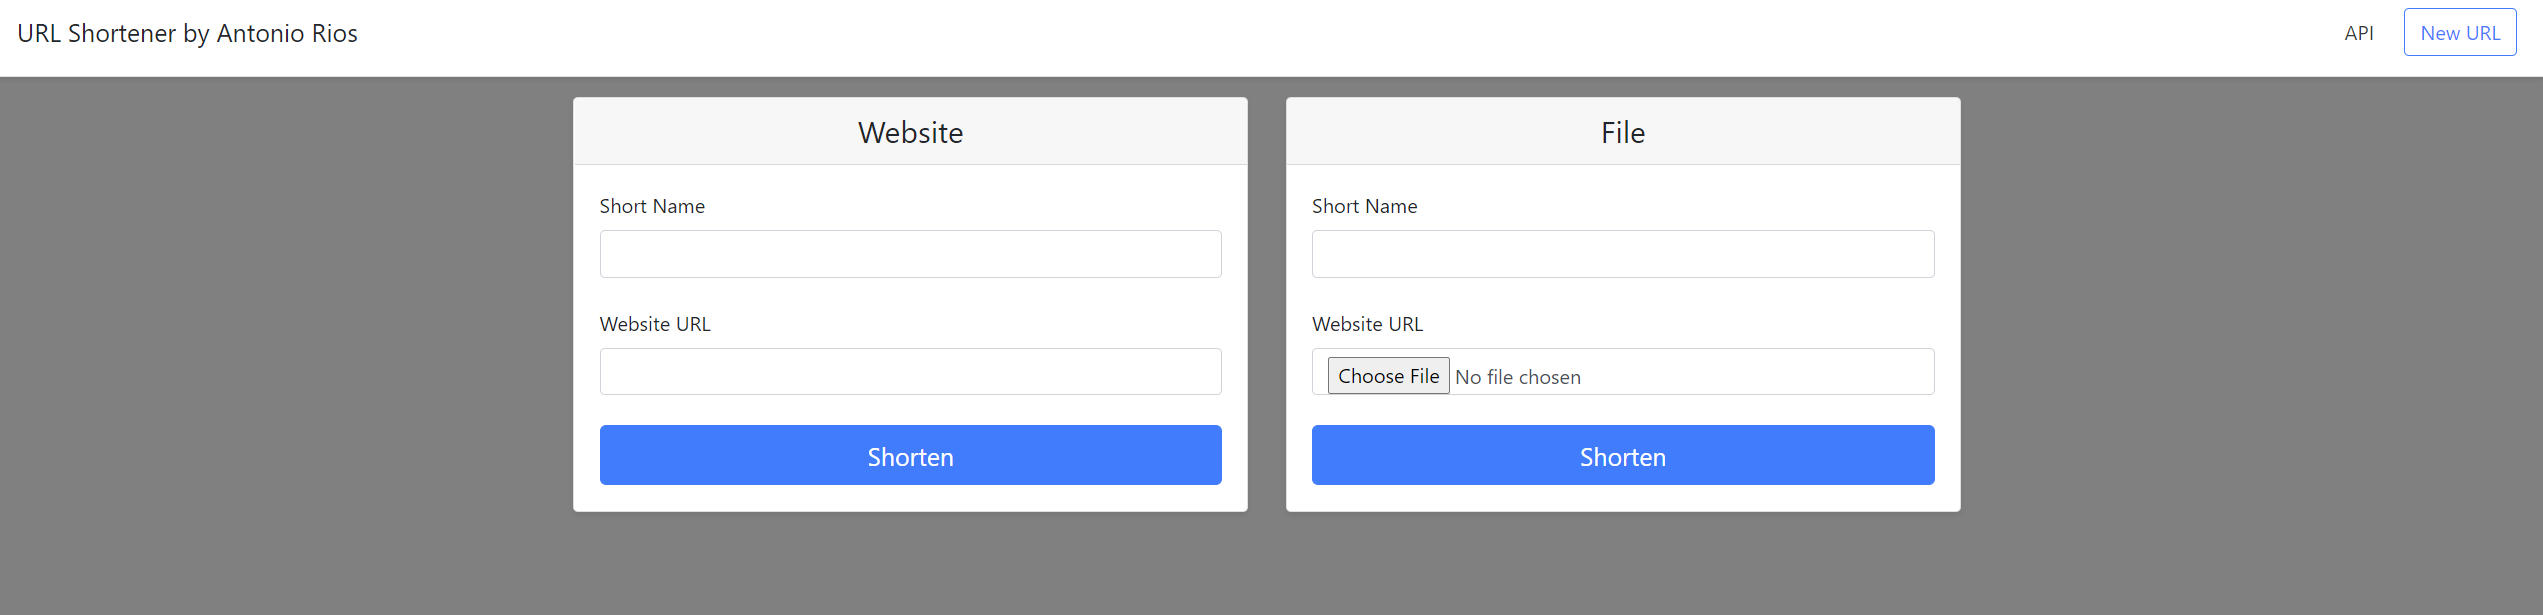 URL Shortener by Antonio Rios
API
New URL
Website
Short Name
Website URL
Shorten
File
Short Name
Website URL
Choose File No file chosen
Shorten